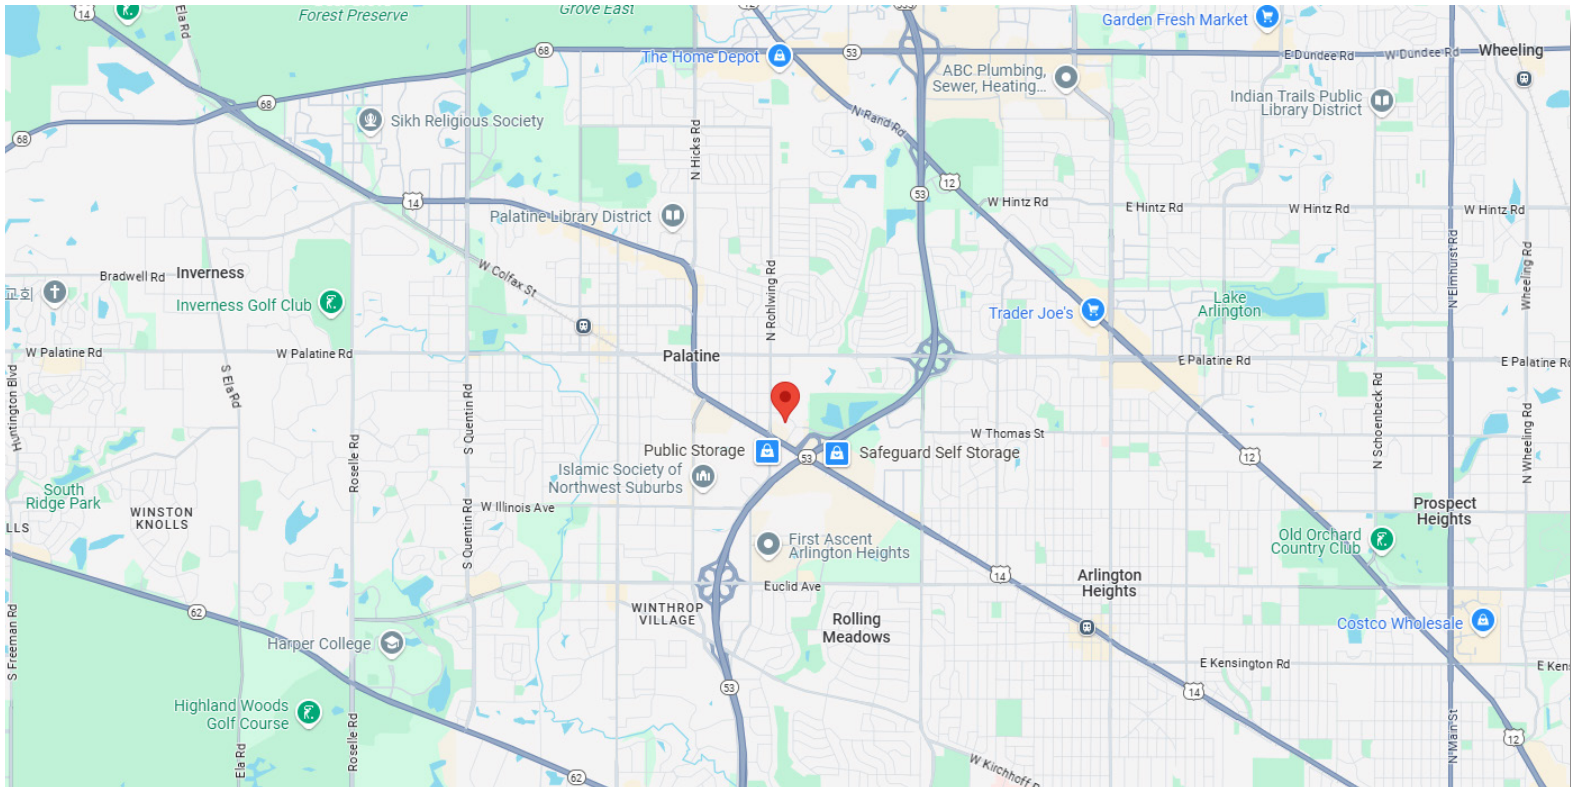 14
Ela Rd
Forest Preserve
Grove East
53
Garden Fresh Market
68
The Home Depot
53
E Dundee Rd
W Dundee Rd
Wheeling
ABC Plumbing,
Sewer, Heating...
Indian Trails Public
Library District
68
Sikh Religious Society
N Rand Rd
68
N Hicks Rd
12
53
14
W Hintz Rd
E Hintz Rd
W Hintz Rd
W Hintz Rd
Palatine Library District
W Colfax St
Bradwell Rd
Inverness
N Rohlwing Rd
N Elmhurst Rd
Wheeling Rd
교회
Inverness Golf Club
Trader Joe's
Lake
Arlington
W Palatine Rd
W Palatine Rd
Palatine
E Palatine Rd
E Palatine Rd
Huntington Blvd
S Ela Rd
S Quentin Rd
Roselle Rd
W Thomas St
N Schoenbeck Rd
N Wheeling Rd
Public Storage
53
Safeguard Self Storage
12
Islamic Society of
Northwest Suburbs
South
Ridge Park
WINSTON
KNOLLS
LLS
W Illinois Ave
S Quentin Rd
Prospect
Heights
First Ascent
Arlington Heights
Old Orchard
Country Club
14
Euclid Ave
Arlington
Heights
62
S Freeman Rd
WINTHROP
VILLAGE
Rolling
Meadows
Costco Wholesale
Harper College
E Kensington Rd
E Ken
53
14
Highland Woods
Golf Course
Ela Rd
Roselle Rd
N Main St
12
W Kirchhoff R
62